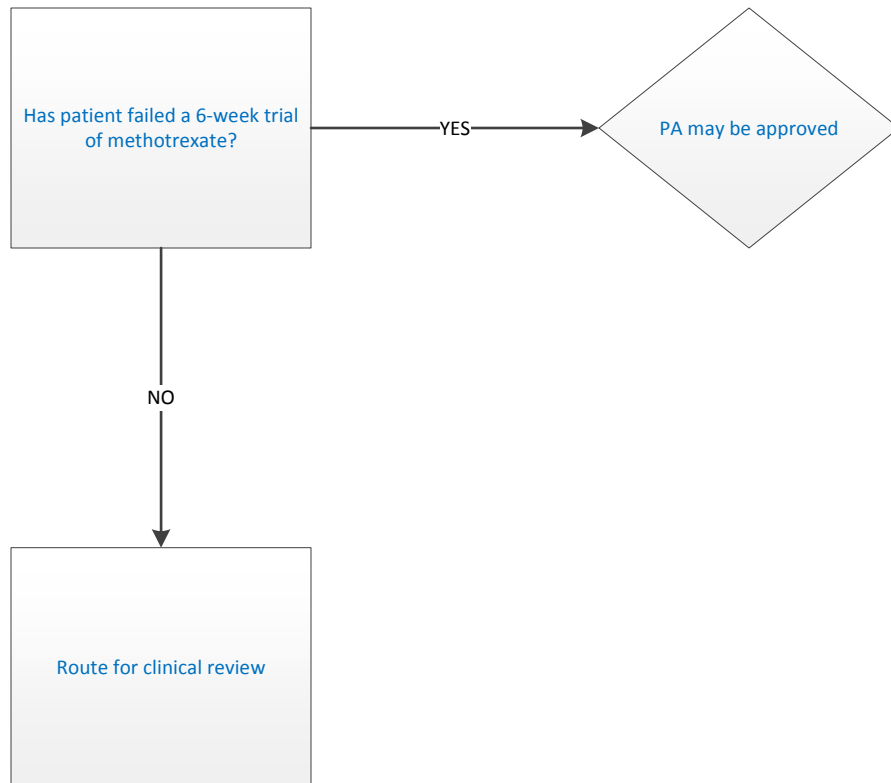 Has patient failed a 6-week trial
of methotrexate?
YES
PA may be approved
NO
Route for clinical review